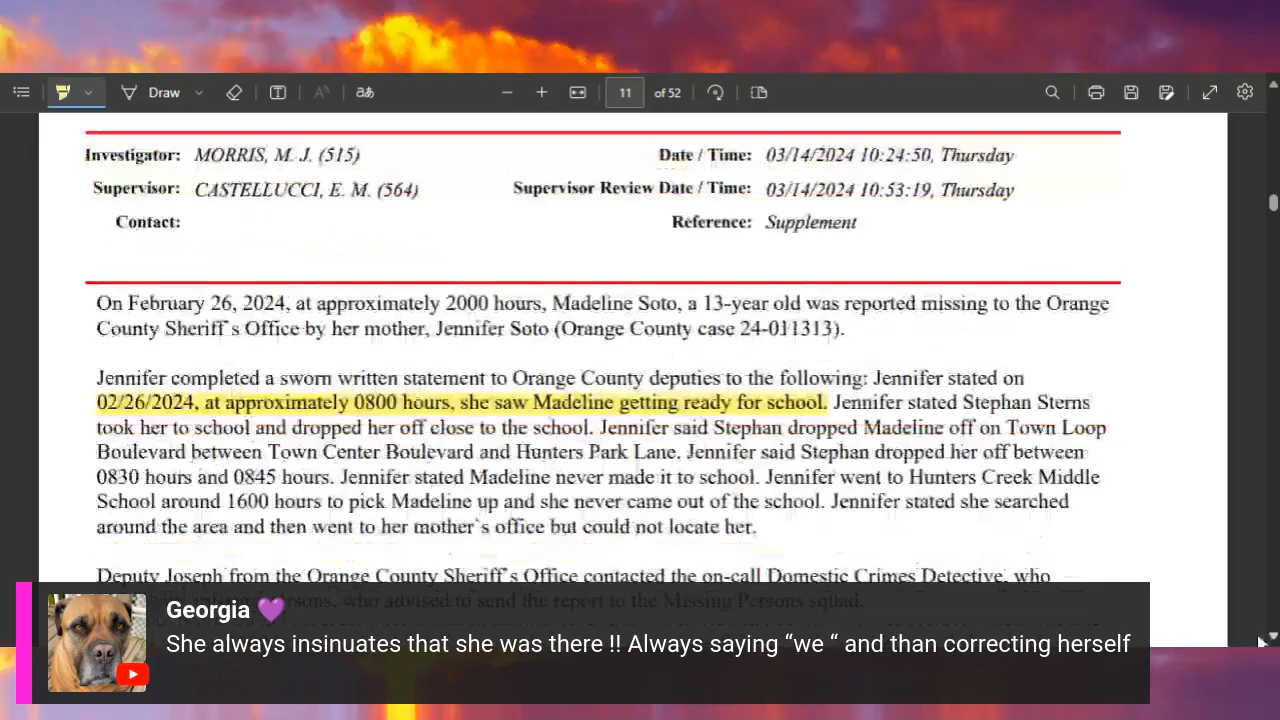 Draw
11 of 52
Investigator: MORRIS, M. J. (515) Date / Time: 03/14/2024 10:24:50, Thursday
Supervisor: CASTELLUCCI, E. M. (564) Supervisor Review Date / Time: 03/14/2024 10:53:19, Thursday
Contact: Reference: Supplement
On February 26, 2024, at approximately 2000 hours, Madeline Soto, a 13-year old was reported missing to the Orange
County Sheriff's Office by her mother, Jennifer Soto (Orange County case 24-011313).
Jennifer completed a sworn written statement to Orange County deputies to the following: Jennifer stated on
02/26/2024, at approximately 0800 hours, she saw Madeline getting ready for school. Jennifer stated Stephan Sterns
took her to school and dropped her off close to the school. Jennifer said Stephan dropped Madeline off on Town Loop
Boulevard between Town Center Boulevard and Hunters Park Lane. Jennifer said Stephan dropped her off between
0830 hours and 0845 hours. Jennifer stated Madeline never made it to school. Jennifer went to Hunters Creek Middle
School around 1600 hours to pick Madeline up and she never came out of the school. Jennifer stated she searched
around the area and then went to her mother`s office but could not locate her.
Deputy Joseph from the Orange County Sheriff's Office contacted the on-call Domestic Crimes Detective, who
who advised to send the report to the Missing Persons squad.
Georgia 💜
She always insinuates that she was there !! Always saying “we “ and than correcting herself